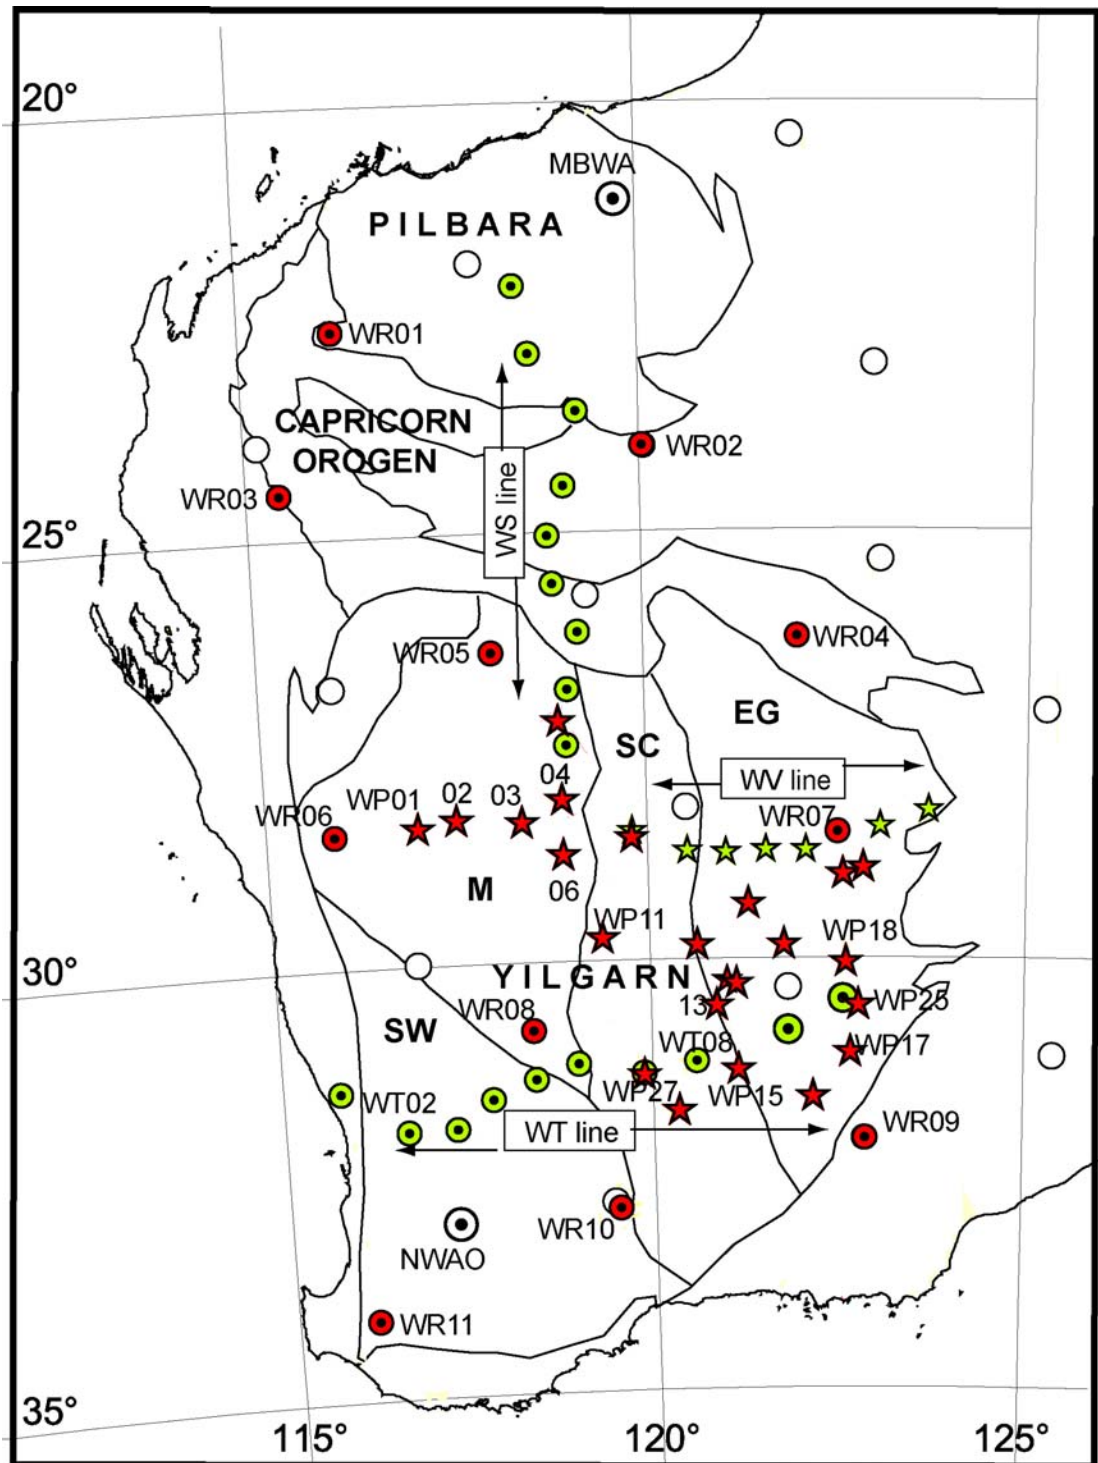 20°
MBWA
PILBARA
WR01
CAPRICORN
OROGEN
WR02
WR03
WS line
25°
WR04
WR05
EG
SC
WV line
04
WP01 02 03
WR06
WR07
06
M
WP11
WP18
30°
YILGARN
13
WP25
WR08
SW
WT08
WP17
WP27
WP15
WT02
WT line
WR09
WR10
NWAO
WR11
35°
115°
120°
125°